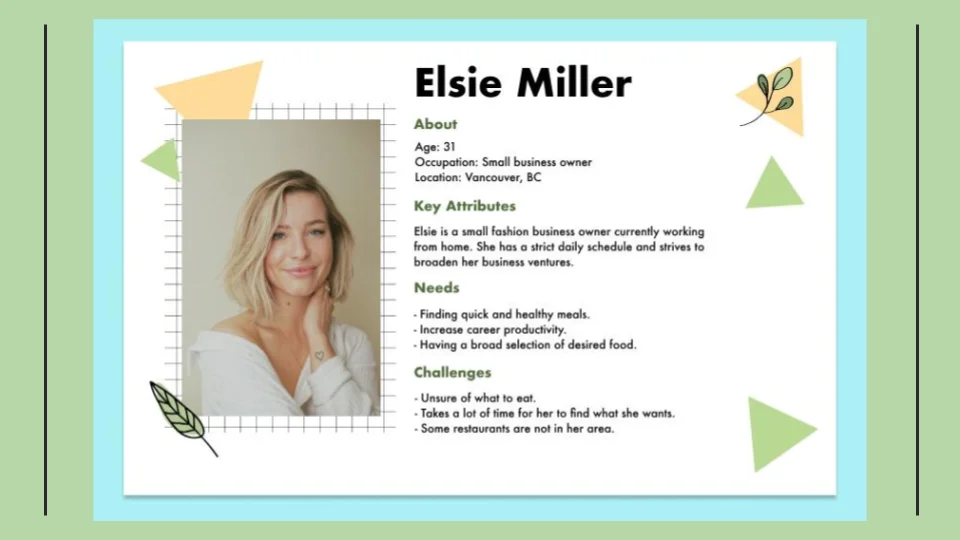 Elsie Miller
About
Age: 31
Occupation: Small business owner
Location: Vancouver, BC
Key Attributes
Elsie is a small fashion business owner currently working
from home. She has a strict daily schedule and strives to
broaden her business ventures.
Needs
- Finding quick and healthy meals.
- Increase career productivity.
- Having a broad selection of desired food.
Challenges
- Unsure of what to eat.
- Takes a lot of time for her to find what she wants.
- Some restaurants are not in her area.